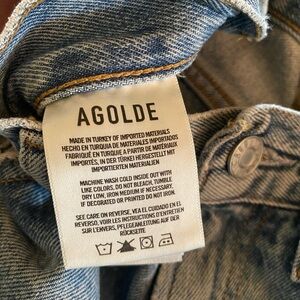 AGOLDE
MADE IN TURKEY OF IMPORTED MATERIALS
HECHO EN TURQUIA DE MATERIALES IMPORTADOS
FABRIQUÉ EN TURQUIE À PARTIR DE MATÉRIAUX
IMPORTÉS, IN DER TÜRKEI HERGESTELLT MIT
IMPORTIERTEN MATERIALIEN
MACHINE WASH COLD INSIDE OUT WITH
LIKE COLORS, DO NOT BLEACH, TUMBLE
DRY LOW, IRON MEDIUM IF NECESSARY
IF DECORATED OR PRINTED DO NOT IRON
SEE CARE ON REVERSE, VEA EL CUIDADO EN EL
REVERSO, VOIR LES INSTRUCTIONS D'ENTRETIEN
SUR L'ENVERS, PFLEGEANLEITUNG AUF DER
RÜCKSEITE